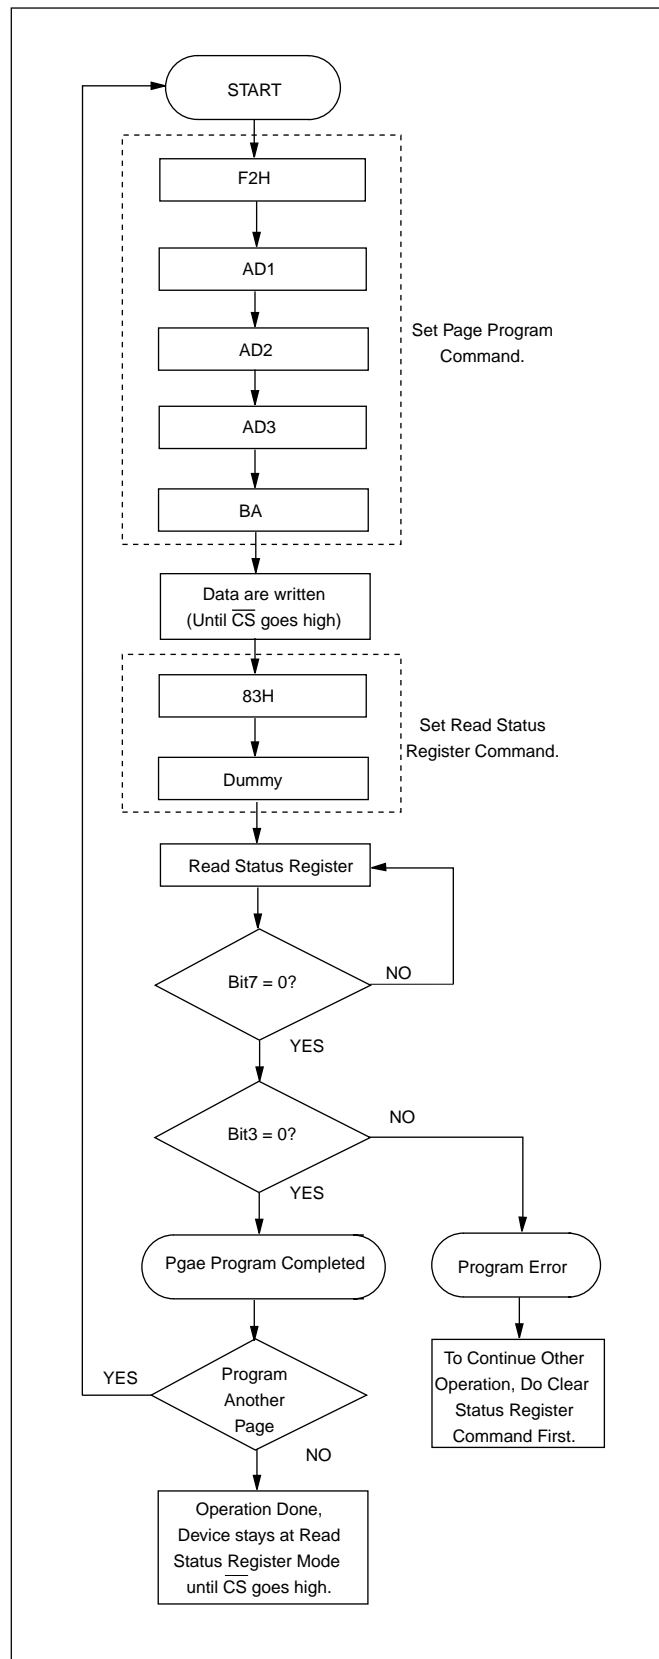 START
F2H
AD1
AD2
AD3
BA
Set Page Program
Command.
Data are written
(Until C̅S̅ goes high)
83H
Dummy
Set Read Status
Register Command.
Read Status Register
Bit7 = 0?
NO
YES
Bit3 = 0?
NO
YES
Pgae Program Completed
Program Error
To Continue Other
Operation, Do Clear
Status Register
Command First.
Program
Another
Page
YES
NO
Operation Done,
Device stays at Read
Status Register Mode
until C̅S̅ goes high.